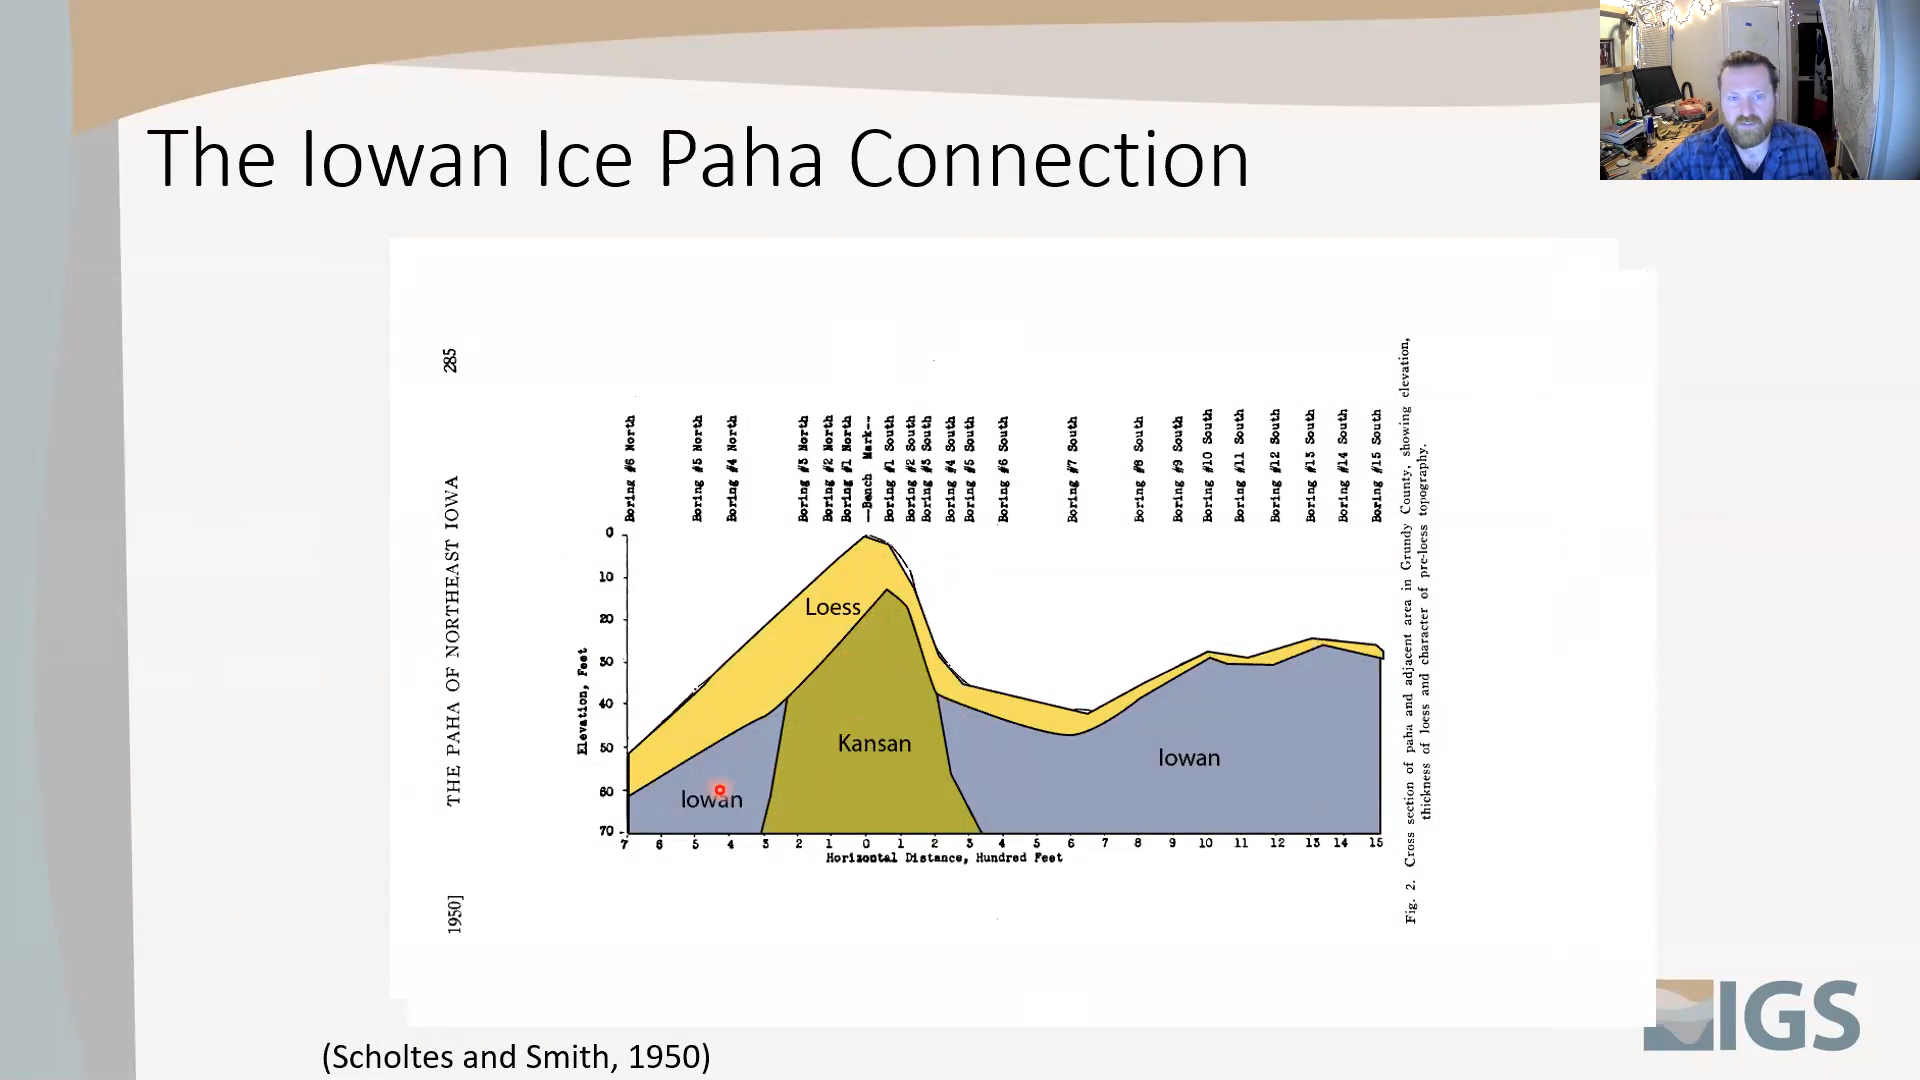 The Iowan Ice Paha Connection
285
THE PAHA OF NORTHEAST IOWA
1950]
Boring #6 North
Boring #5 North
Boring #4 North
Boring #3 North
Boring #2 North
Boring #1 North
—Bench Mark--
Boring #1 South
Boring #2 South
Boring #3 South
Boring #4 South
Boring #5 South
Boring #6 South
Boring #7 South
Boring #8 South
Boring #9 South
Boring #10 South
Boring #11 South
Boring #12 South
Boring #13 South
Boring #14 South
Boring #15 South
Elevation, Feet
0
10
20
30
40
50
60
70
Loess
Kansan
Iowan
Iowan
7 6 5 4 3 2 1 0 1 2 3 4 5 6 7 8 9 10 11 12 13 14 15
Horizontal Distance, Hundred Feet
Fig. 2. Cross section of paha and adjacent area in Grundy County, showing elevation,
thickness of loess and character of pre-loess topography.
(Scholtes and Smith, 1950)
IGS